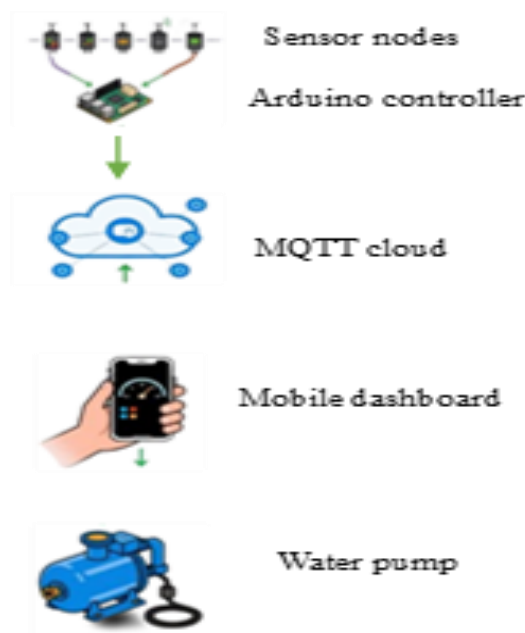 Sensor nodes
Arduino controller
MQTT cloud
Mobile dashboard
Water pump